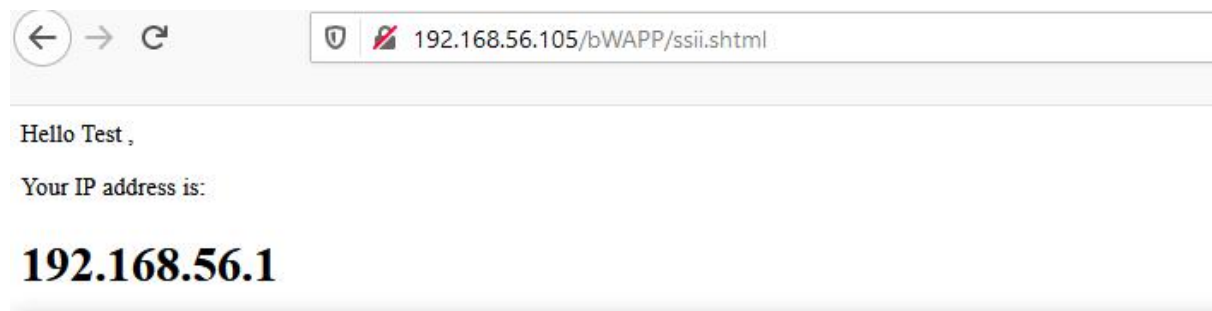 192.168.56.105/bWAPP/ssii.shtml
Hello Test ,
Your IP address is:
192.168.56.1